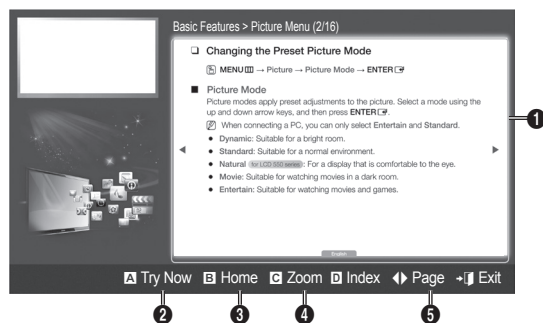 Basic Features > Picture Menu (2/16)
❑ Changing the Preset Picture Mode
MENU → Picture → Picture Mode → ENTER
■ Picture Mode
Picture modes apply preset adjustments to the picture. Select a mode using the
up and down arrow keys, and then press ENTER.
When connecting a PC, you can only select Entertain and Standard.
• Dynamic: Suitable for a bright room.
• Standard: Suitable for a normal environment.
• Natural for LCD 550 series: For a display that is comfortable to the eye.
• Movie: Suitable for watching movies in a dark room.
• Entertain: Suitable for watching movies and games.
English
A Try Now B Home C Zoom D Index ◀▶ Page Exit
1
2 3 4 5